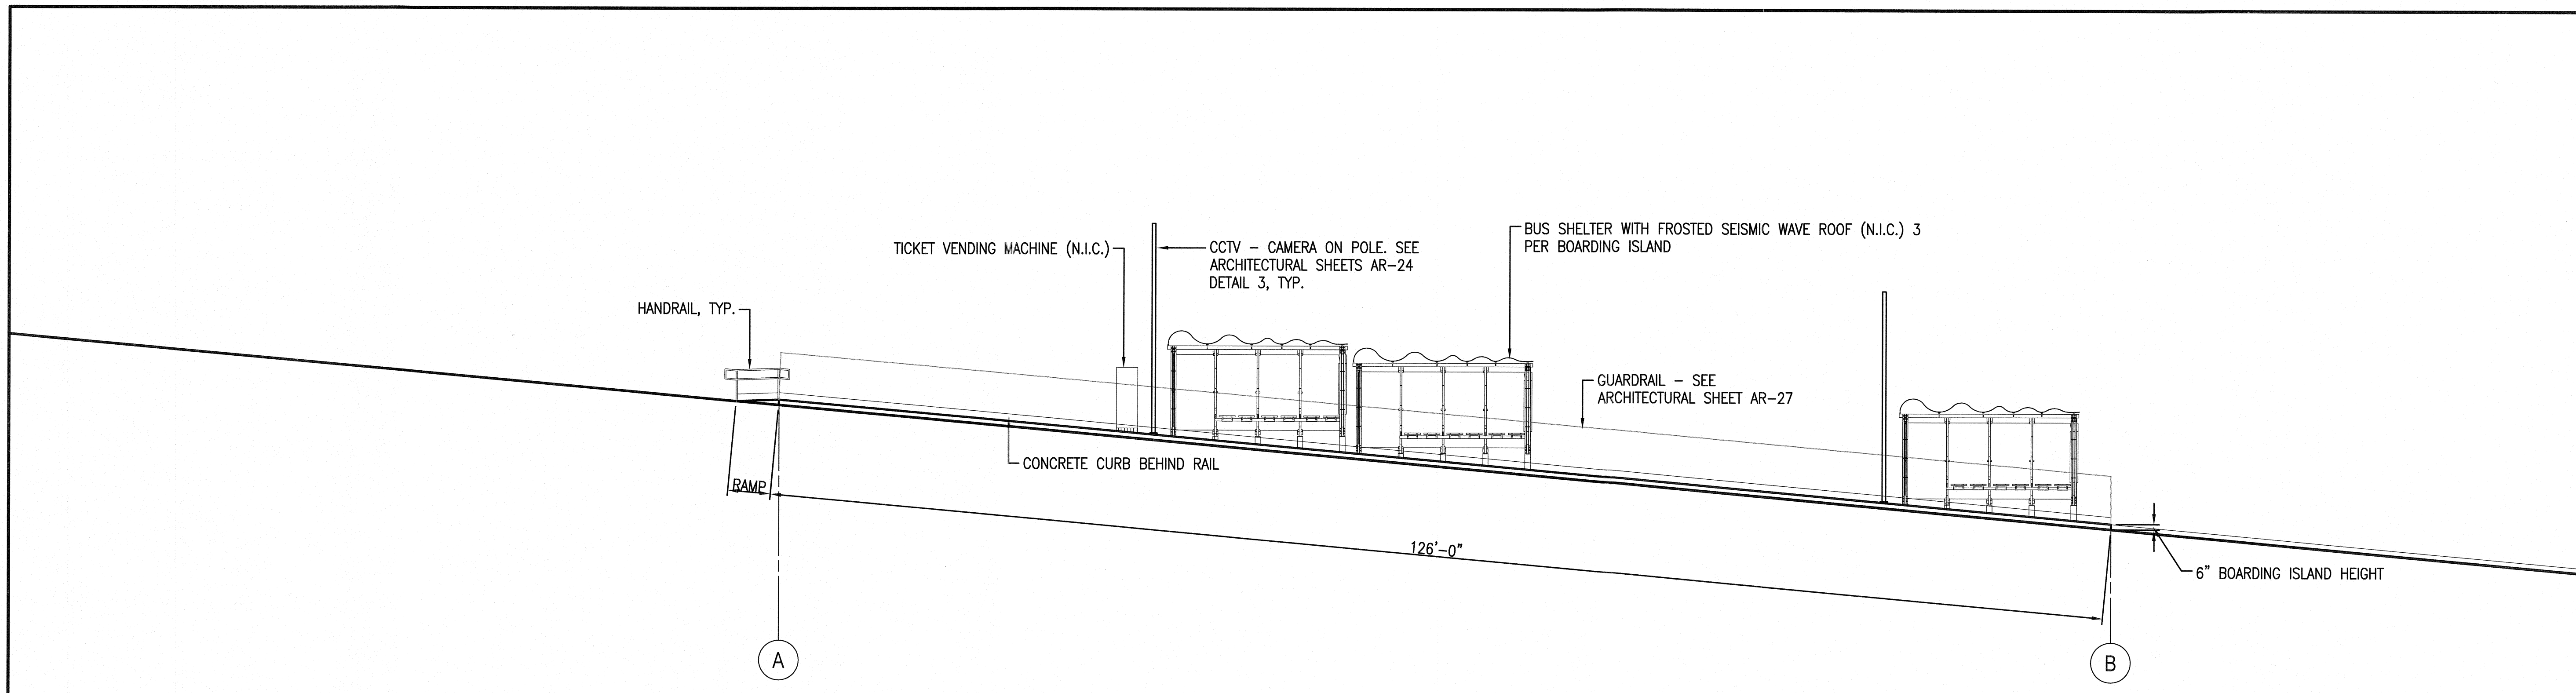 TICKET VENDING MACHINE (N.I.C.)
CCTV – CAMERA ON POLE. SEE
ARCHITECTURAL SHEETS AR–24
DETAIL 3, TYP.
BUS SHELTER WITH FROSTED SEISMIC WAVE ROOF (N.I.C.) 3
PER BOARDING ISLAND
HANDRAIL, TYP.
GUARDRAIL – SEE
ARCHITECTURAL SHEET AR–27
CONCRETE CURB BEHIND RAIL
RAMP
126'–0"
6" BOARDING ISLAND HEIGHT
A
B